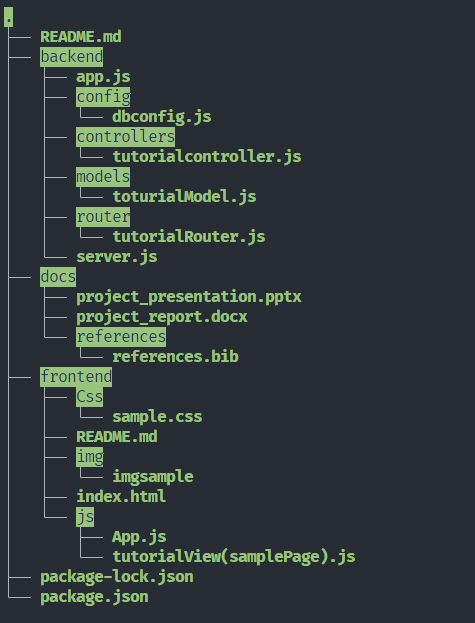 .
├── README.md
├── backend
│   ├── app.js
│   ├── config
│   │   └── dbconfig.js
│   ├── controllers
│   │   └── tutorialcontroller.js
│   ├── models
│   │   └── toturialModel.js
│   ├── router
│   │   └── tutorialRouter.js
│   └── server.js
├── docs
│   ├── project_presentation.pptx
│   ├── project_report.docx
│   └── references
│       └── references.bib
├── frontend
│   ├── Css
│   │   └── sample.css
│   ├── README.md
│   ├── img
│   │   └── imgsample
│   ├── index.html
│   └── js
│       ├── App.js
│       └── tutorialView(samplePage).js
├── package-lock.json
└── package.json